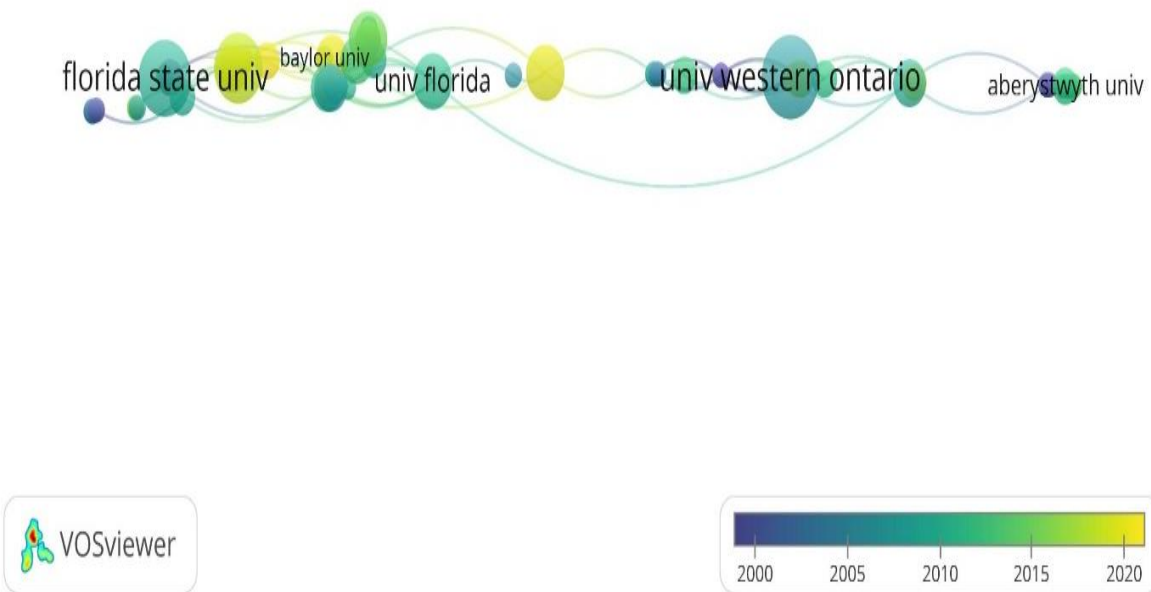 florida state univ
baylor univ
univ florida
univ western ontario
aberystwyth univ
VOSviewer
2000 2005 2010 2015 2020